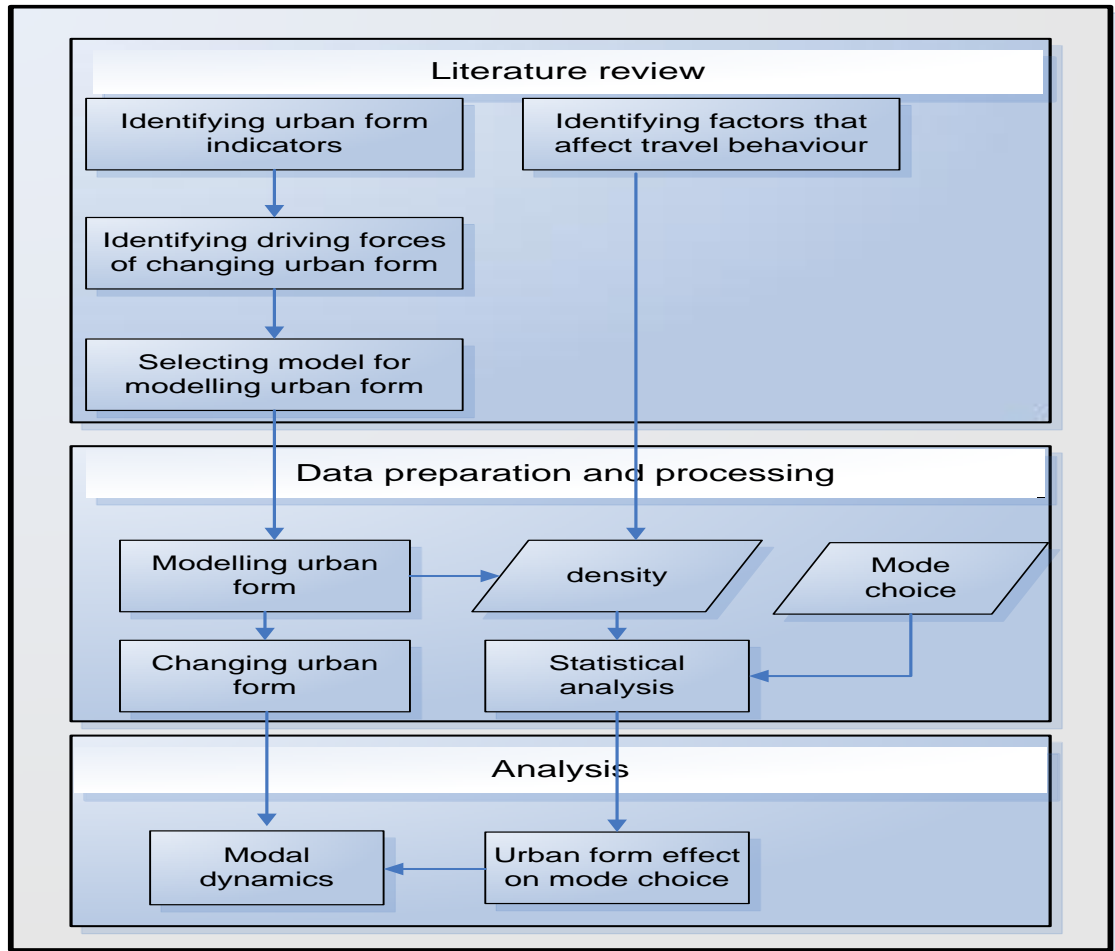 Literature review
Identifying urban form
indicators
Identifying factors that
affect travel behaviour
Identifying driving forces
of changing urban form
Selecting model for
modelling urban form
Data preparation and processing
Modelling urban
form
density
Mode
choice
Changing urban
form
Statistical
analysis
Analysis
Modal
dynamics
Urban form effect
on mode choice